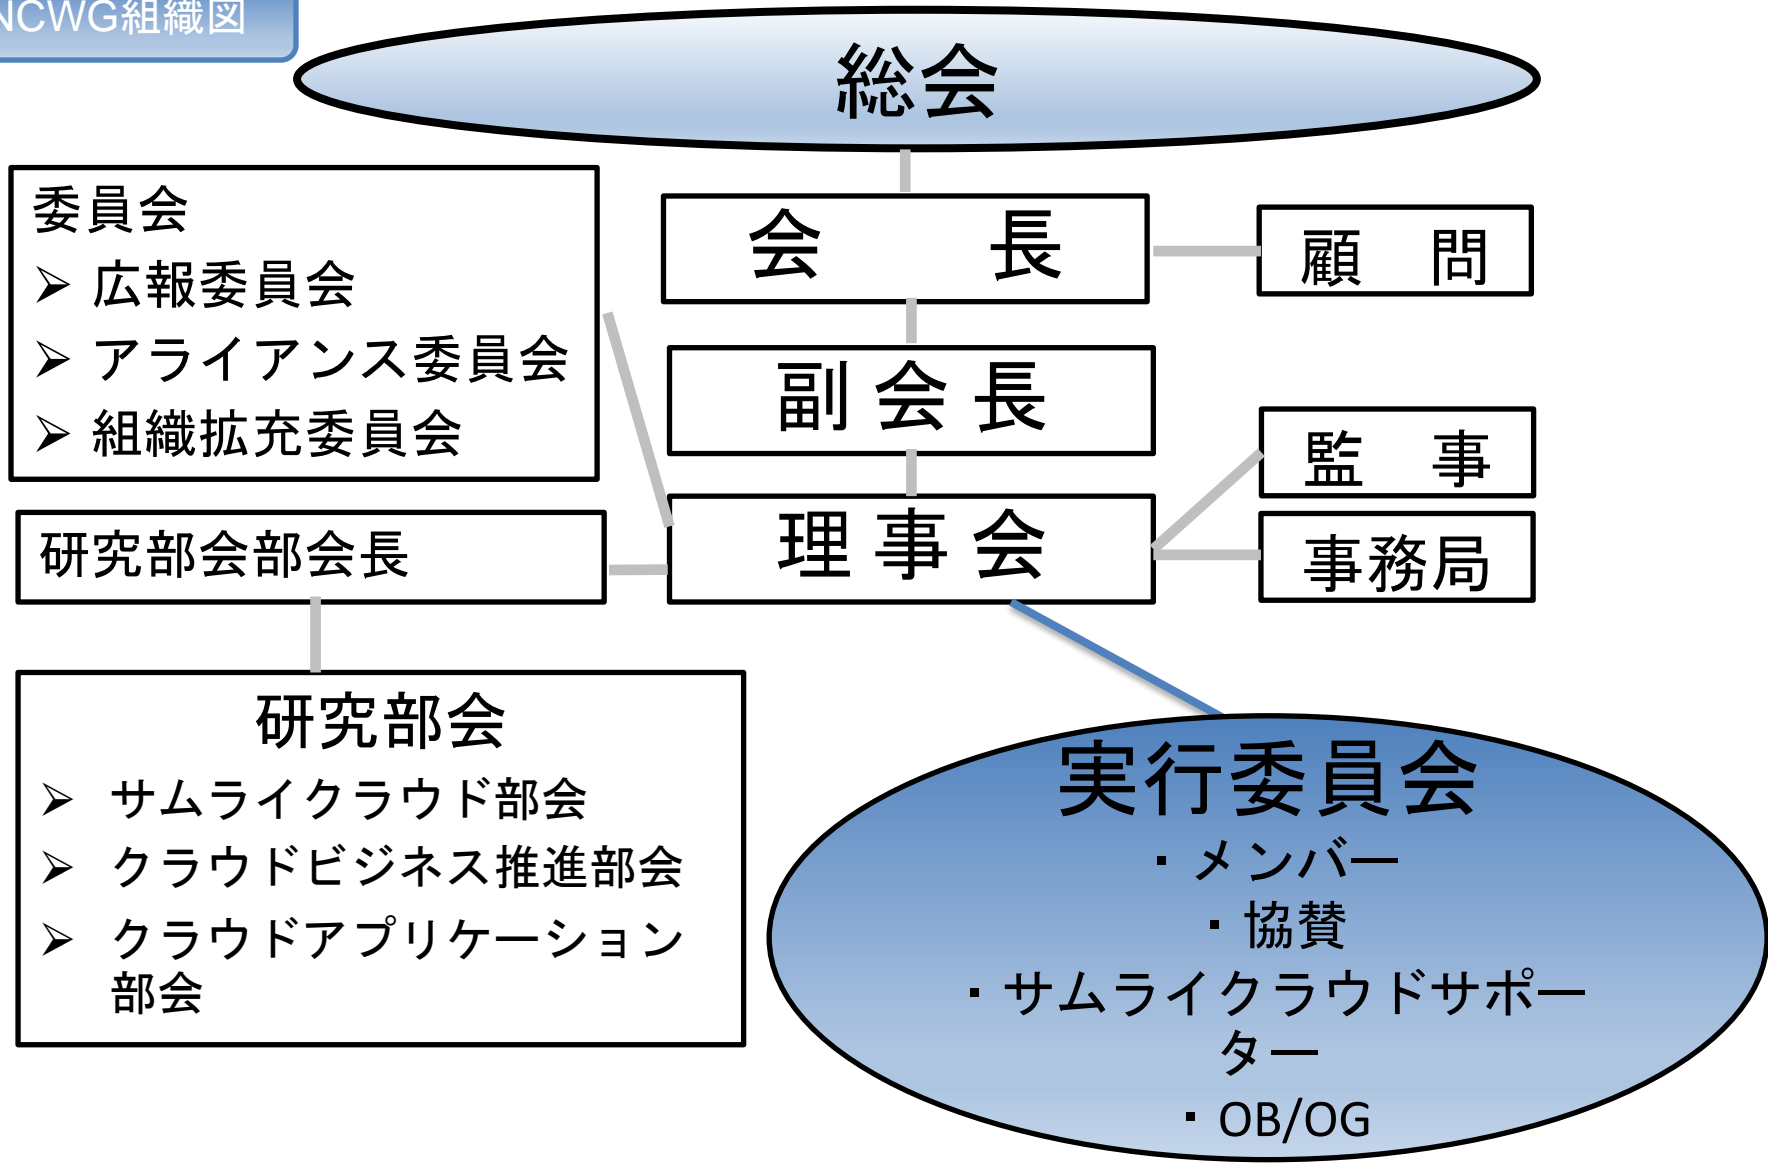 NCWG組織図
総会
委員会
➢ 広報委員会
➢ アライアンス委員会
➢ 組織拡充委員会
会　長
顧　問
副会長
監　事
理事会
事務局
研究部会部会長
研究部会
➢ サムライクラウド部会
➢ クラウドビジネス推進部会
➢ クラウドアプリケーション
部会
実行委員会
・メンバー
・協賛
・サムライクラウドサポー
ター
・OB/OG